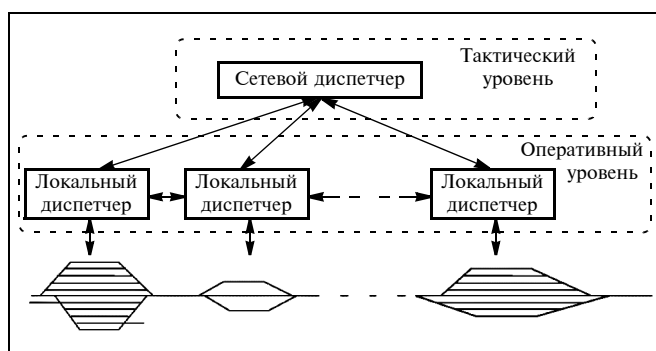 Тактический
уровень
Сетевой диспетчер
Оперативный
уровень
Локальный
диспетчер
Локальный
диспетчер
Локальный
диспетчер